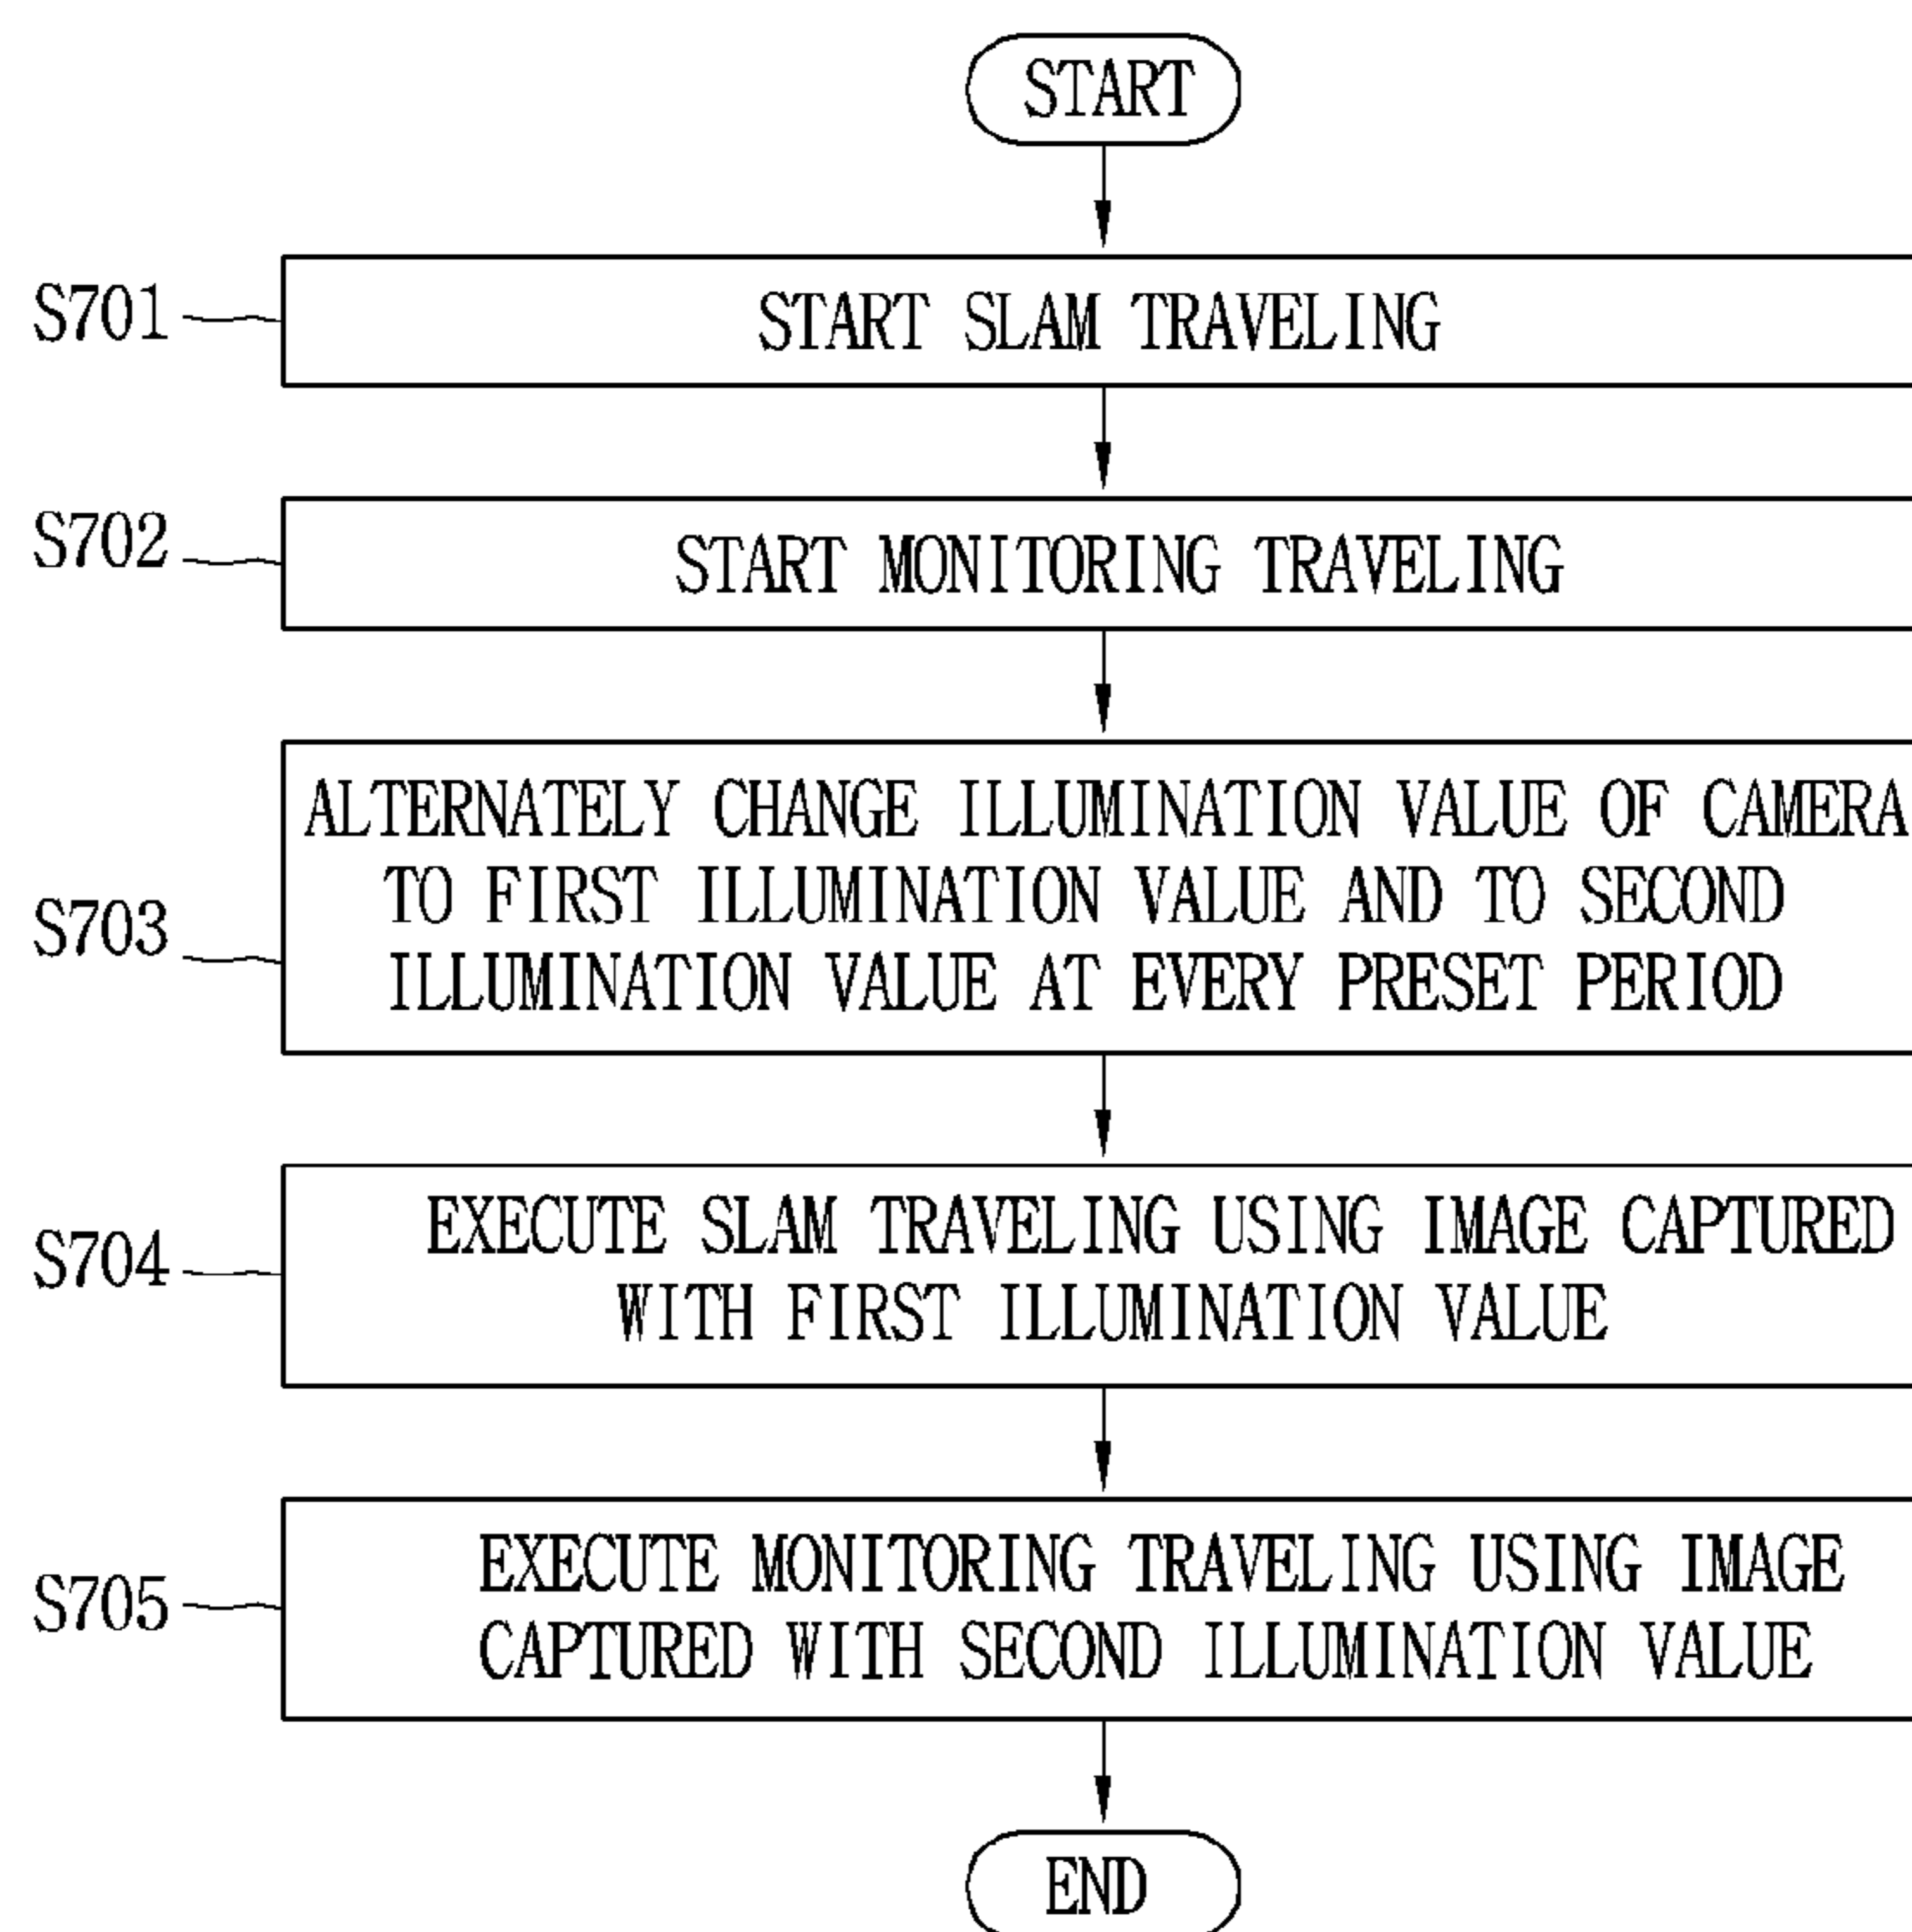 START
S701
START SLAM TRAVELING
S702
START MONITORING TRAVELING
S703
ALTERNATELY CHANGE ILLUMINATION VALUE OF CAMERA
TO FIRST ILLUMINATION VALUE AND TO SECOND
ILLUMINATION VALUE AT EVERY PRESET PERIOD
S704
EXECUTE SLAM TRAVELING USING IMAGE CAPTURED
WITH FIRST ILLUMINATION VALUE
S705
EXECUTE MONITORING TRAVELING USING IMAGE
CAPTURED WITH SECOND ILLUMINATION VALUE
END